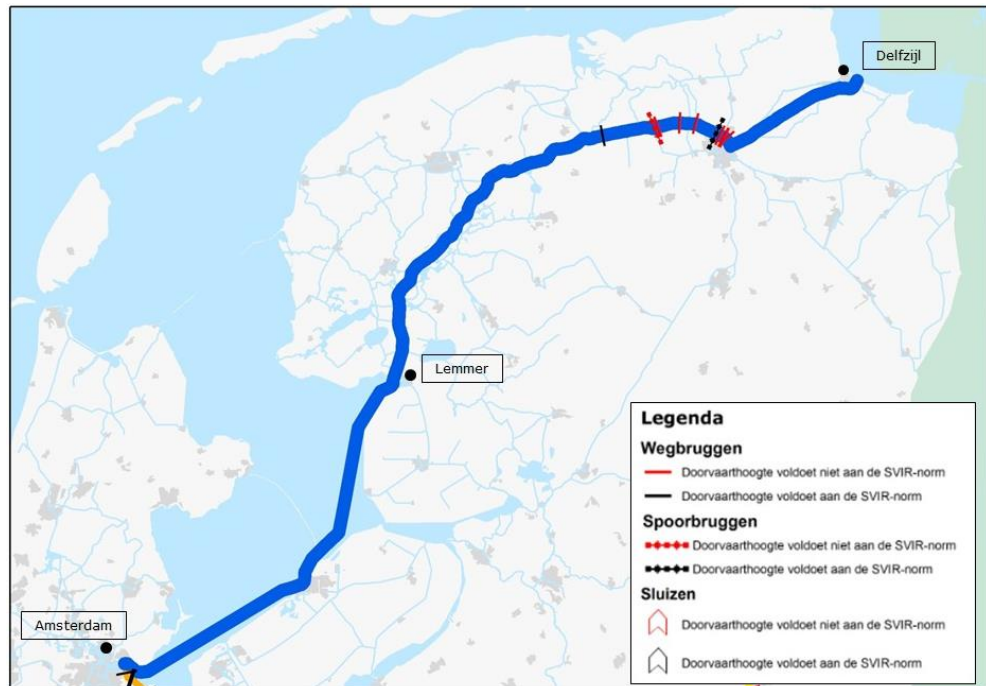 Delfzijl
Lemmer
Amsterdam
Legenda
Wegbruggen
Doorvaarthoogte voldoet niet aan de SVIR-norm
Doorvaarthoogte voldoet aan de SVIR-norm
Spoorbruggen
Doorvaarthoogte voldoet niet aan de SVIR-norm
Doorvaarthoogte voldoet aan de SVIR-norm
Sluizen
Doorvaarthoogte voldoet niet aan de SVIR-norm
Doorvaarthoogte voldoet aan de SVIR-norm